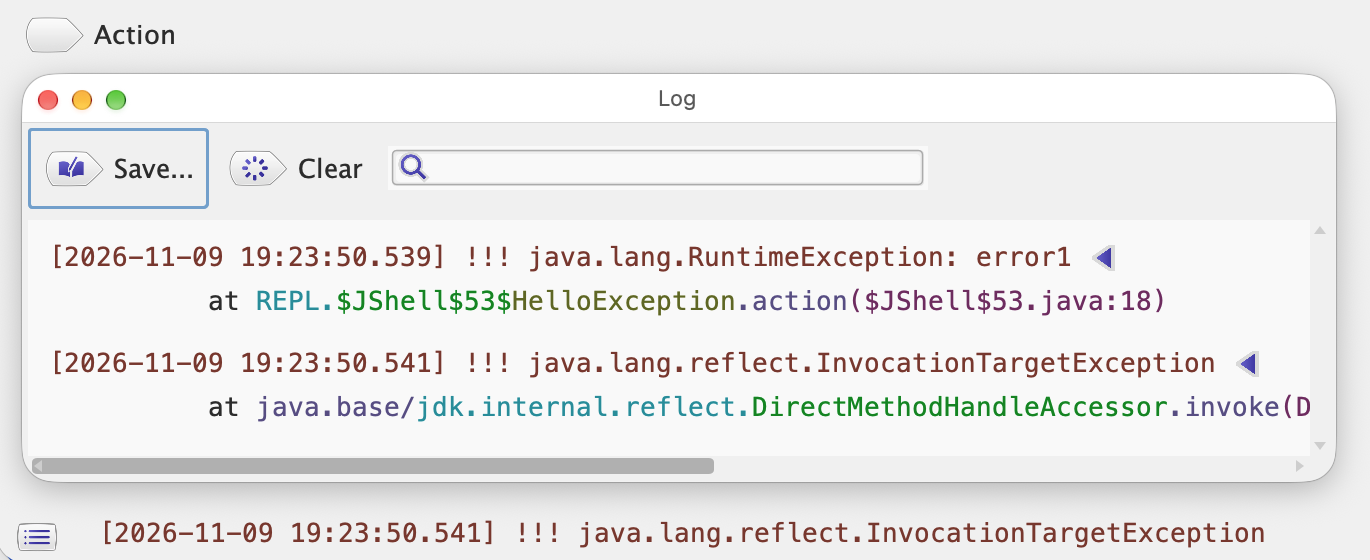 Action
Log
Save... Clear
[2026-11-09 19:23:50.539] !!! java.lang.RuntimeException: error1
at REPL.$JShell$53$HelloException.action($JShell$53.java:18)
[2026-11-09 19:23:50.541] !!! java.lang.reflect.InvocationTargetException
at java.base/jdk.internal.reflect.DirectMethodHandleAccessor.invoke(D
[2026-11-09 19:23:50.541] !!! java.lang.reflect.InvocationTargetException